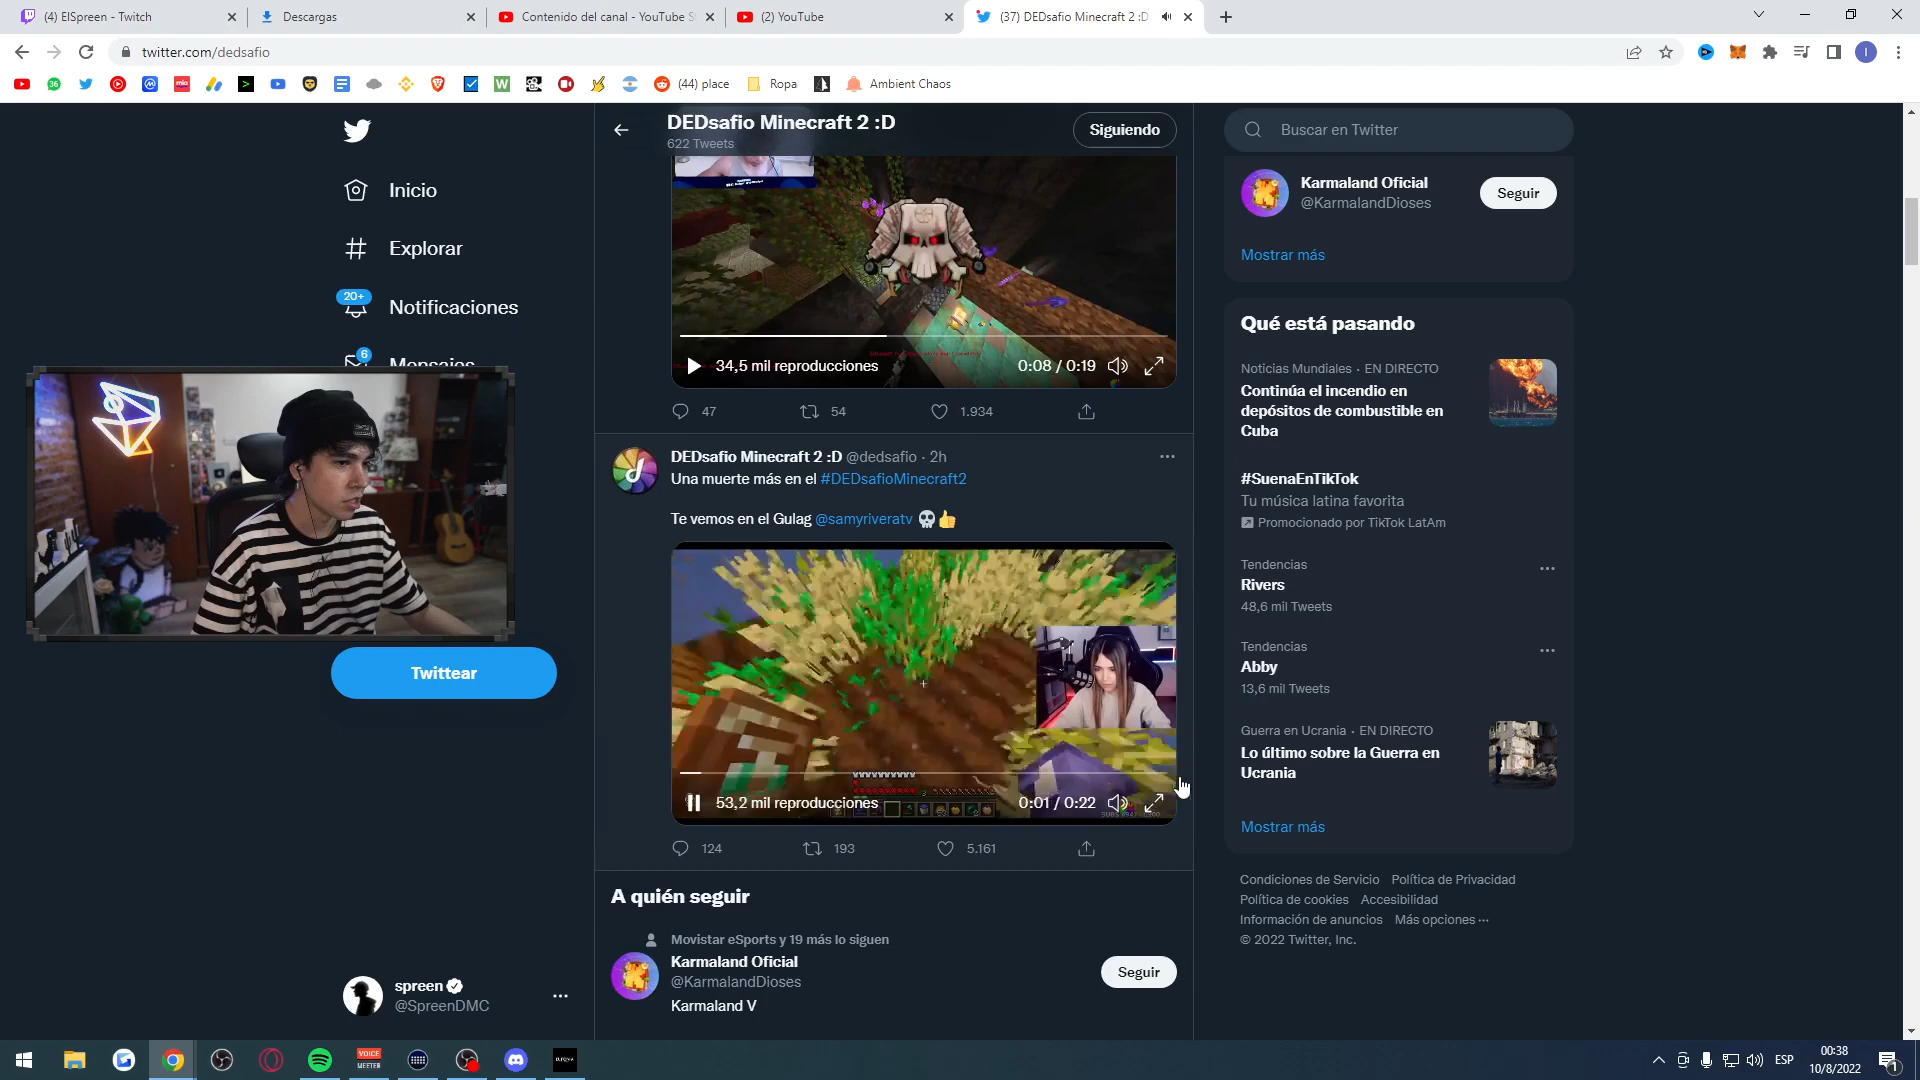 (4) ElSpreen - Twitch
Descargas
Contenido del canal - YouTube S
(2) YouTube
(37) DEDsafio Minecraft 2 :D
twitter.com/dedsafio
(44) place
Ropa
Ambient Chaos
DEDsafio Minecraft 2 :D
622 Tweets
Siguiendo
Buscar en Twitter
Inicio
Explorar
20+
Notificaciones
6
Mensajes
Twittear
spreen
@SpreenDMC
34,5 mil reproducciones
0:08 / 0:19
47
54
1.934
DEDsafio Minecraft 2 :D @dedsafio · 2h
Una muerte más en el #DEDsafioMinecraft2
Te vemos en el Gulag @samyriveratv 💀👍
53,2 mil reproducciones
0:01 / 0:22
124
193
5.161
A quién seguir
Movistar eSports y 19 más lo siguen
Karmaland Oficial
@KarmalandDioses
Seguir
Karmaland V
Karmaland Oficial
@KarmalandDioses
Seguir
Mostrar más
Qué está pasando
Noticias Mundiales · EN DIRECTO
Continúa el incendio en
depósitos de combustible en
Cuba
#SuenaEnTikTok
Tu música latina favorita
Promocionado por TikTok LatAm
Tendencias
Rivers
48,6 mil Tweets
Tendencias
Abby
13,6 mil Tweets
Guerra en Ucrania · EN DIRECTO
Lo último sobre la Guerra en
Ucrania
Mostrar más
Condiciones de Servicio Política de Privacidad
Política de cookies Accesibilidad
Información de anuncios Más opciones ···
© 2022 Twitter, Inc.
VOICE
MEETER
ESP
00:38
10/8/2022
1